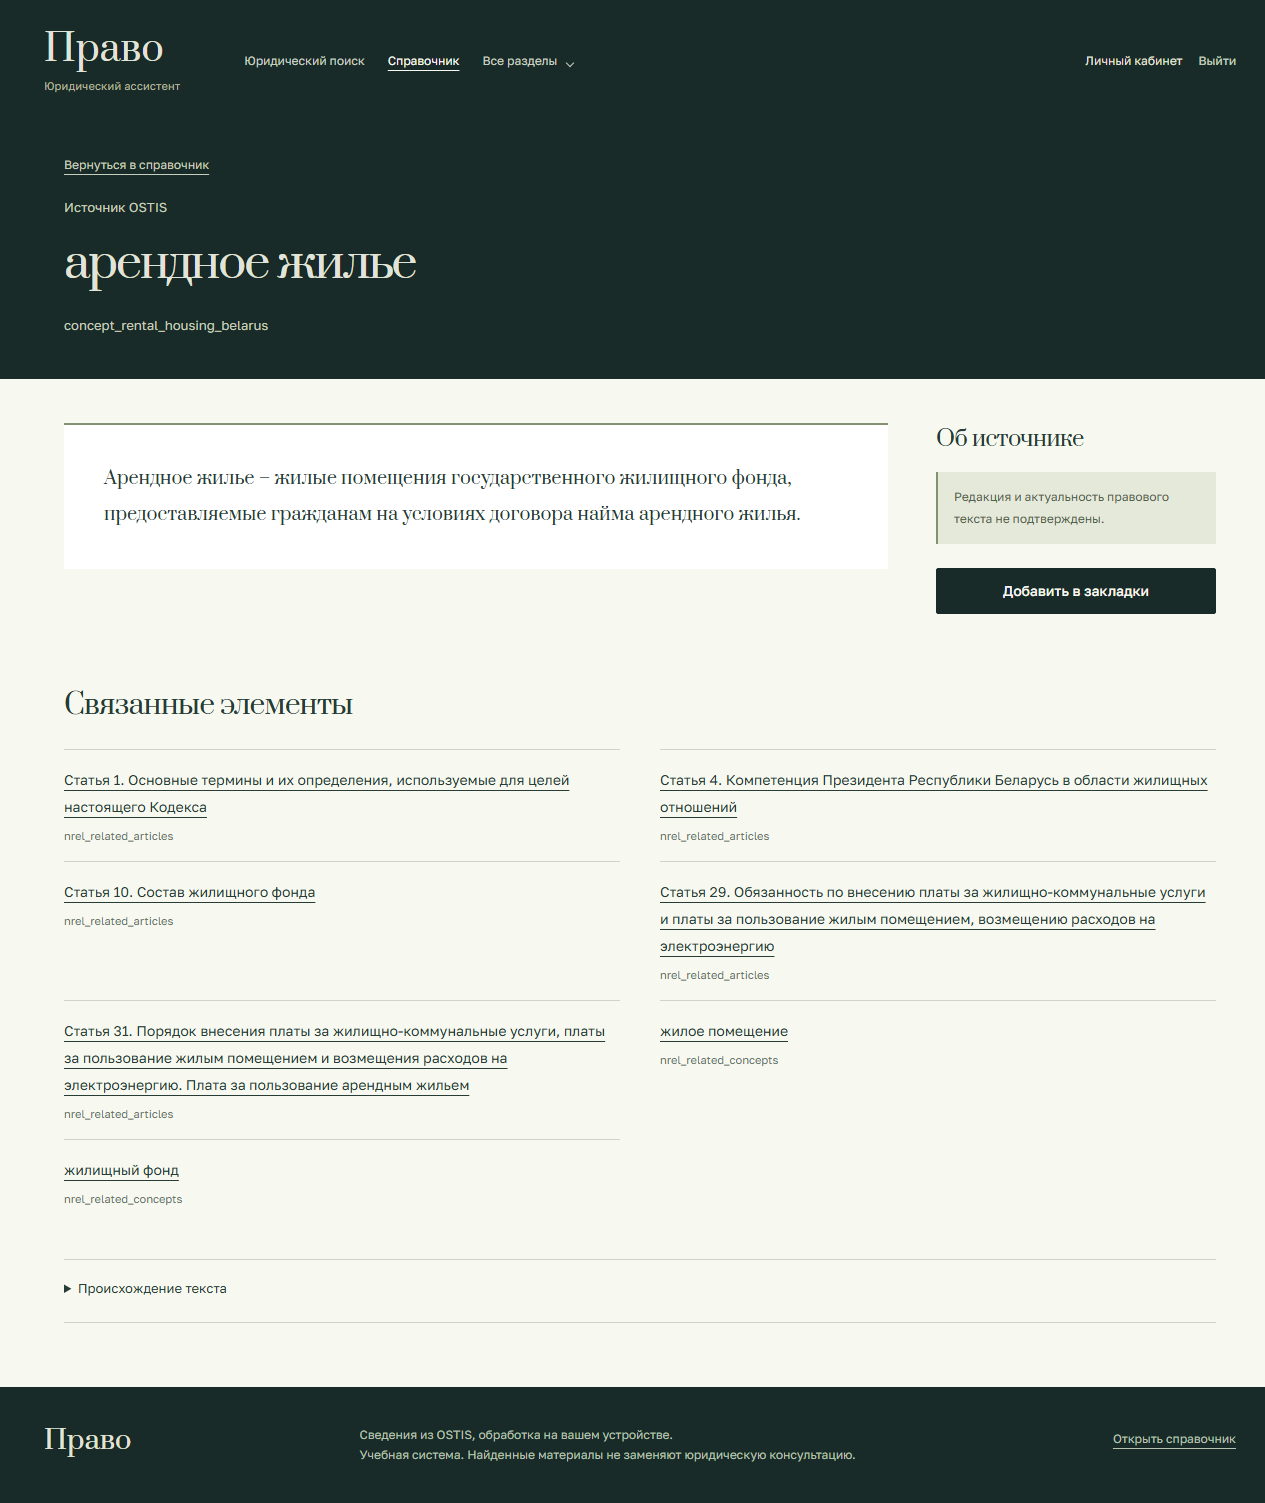 Право
Юридический ассистент
Юридический поиск
Справочник
Все разделы
Личный кабинет
Выйти
Вернуться в справочник
Источник OSTIS
арендное жилье
concept_rental_housing_belarus
Арендное жилье – жилые помещения государственного жилищного фонда,
предоставляемые гражданам на условиях договора найма арендного жилья.
Об источнике
Редакция и актуальность правового
текста не подтверждены.
Добавить в закладки
Связанные элементы
Статья 1. Основные термины и их определения, используемые для целей
настоящего Кодекса
nrel_related_articles
Статья 4. Компетенция Президента Республики Беларусь в области жилищных
отношений
nrel_related_articles
Статья 10. Состав жилищного фонда
nrel_related_articles
Статья 29. Обязанность по внесению платы за жилищно-коммунальные услуги
и платы за пользование жилым помещением, возмещению расходов на
электроэнергию
nrel_related_articles
Статья 31. Порядок внесения платы за жилищно-коммунальные услуги, платы
за пользование жилым помещением и возмещения расходов на
электроэнергию. Плата за пользование арендным жильем
nrel_related_articles
жилое помещение
nrel_related_concepts
жилищный фонд
nrel_related_concepts
Происхождение текста
Право
Сведения из OSTIS, обработка на вашем устройстве.
Учебная система. Найденные материалы не заменяют юридическую консультацию.
Открыть справочник